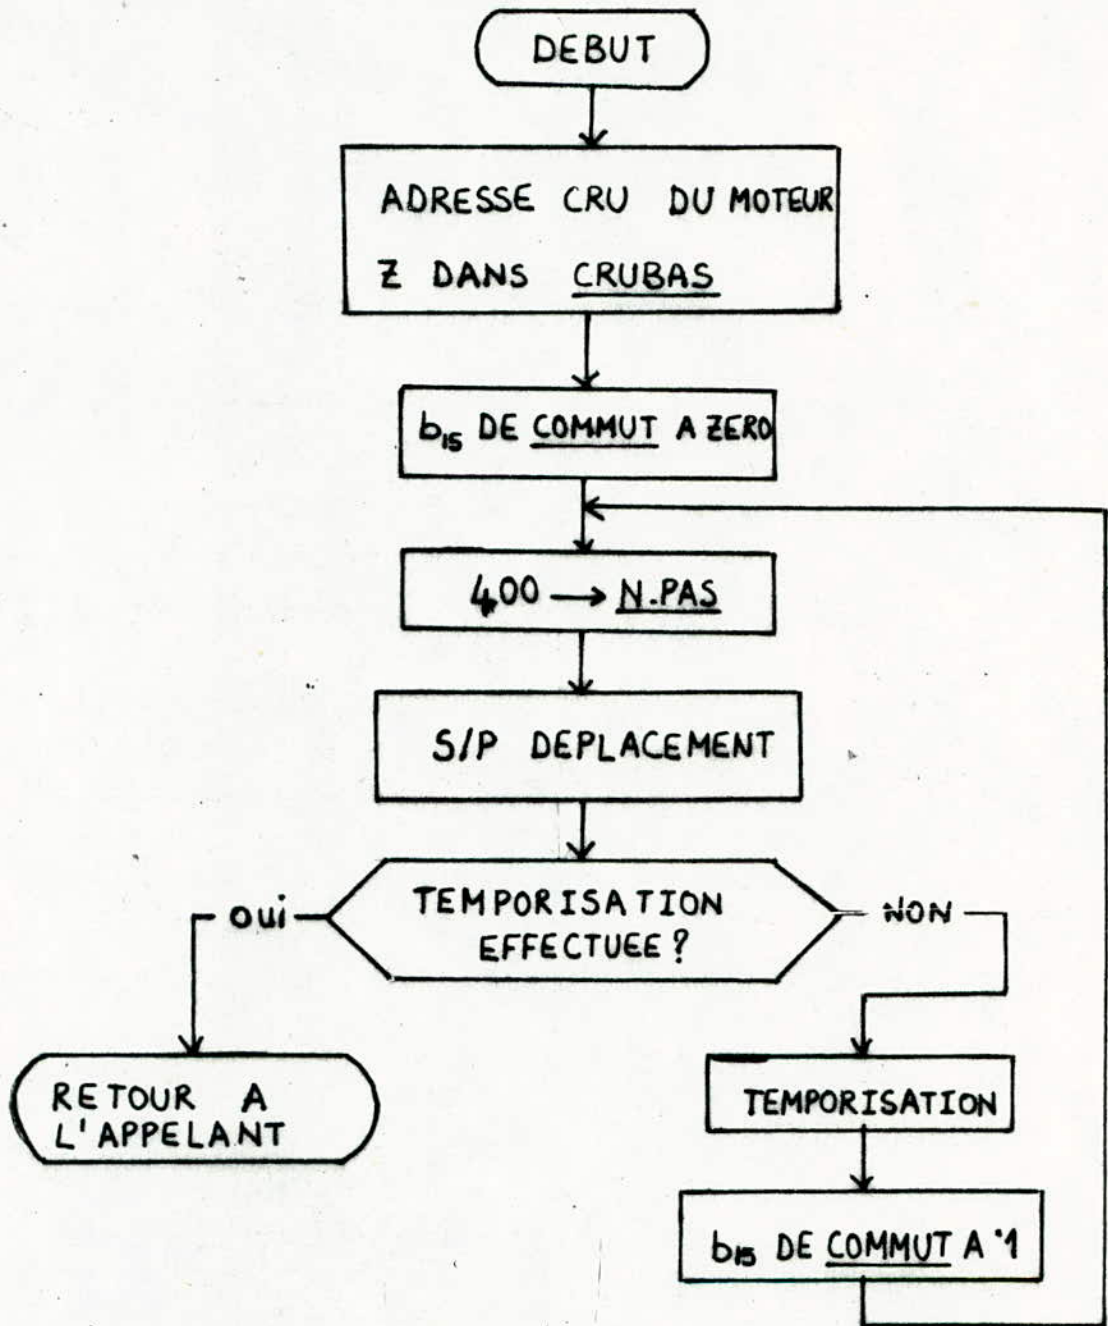 DEBUT
ADRESSE CRU DU MOTEUR
Z DANS CRUBAS
b₁₅ DE COMMUT A ZERO
400 → N.PAS
S/P DEPLACEMENT
TEMPORISATION
EFFECTUEE ?
oui
NON
RETOUR A
L'APPELANT
TEMPORISATION
b₁₅ DE COMMUT A 1